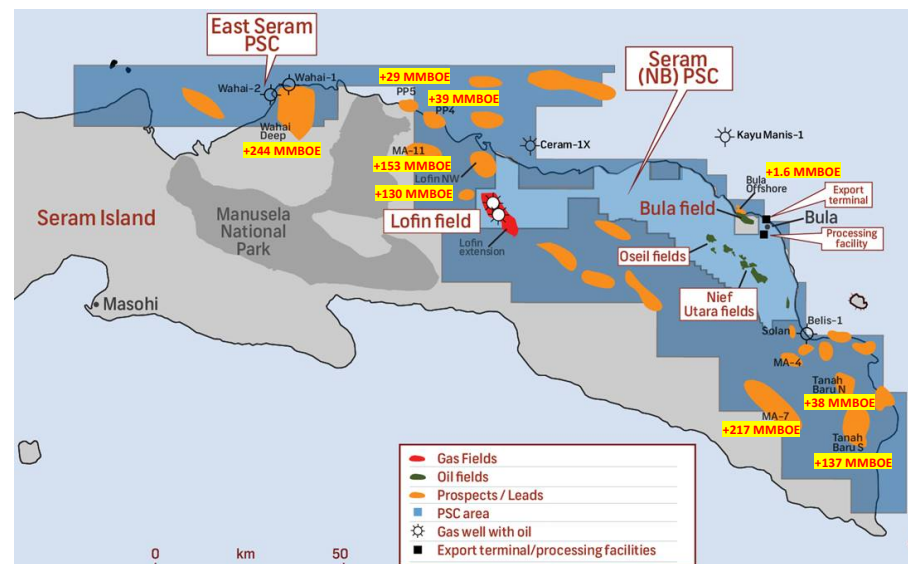 East Seram
PSC
Seram
(NB) PSC
Wahai-2
Wahai-1
+29 MMBOE
PP5
+39 MMBOE
PP4
Wahai
Deep
+244 MMBOE
MA-11
+153 MMBOE
Lofin NW
+130 MMBOE
Ceram-1X
Kayu Manis-1
+1.6 MMBOE
Bula
Offshore
Export
terminal
Bula field
Bula
Processing
facility
Seram Island
Manusela
National
Park
Lofin field
Lofin
extension
Oseil fields
Nief
Utara fields
Masohi
Solan
Belis-1
MA-4
Tanah
Baru N
+38 MMBOE
MA-7
+217 MMBOE
Tanah
Baru S
+137 MMBOE
Gas Fields
Oil fields
Prospects / Leads
PSC area
Gas well with oil
Export terminal/processing facilities
0 km 50